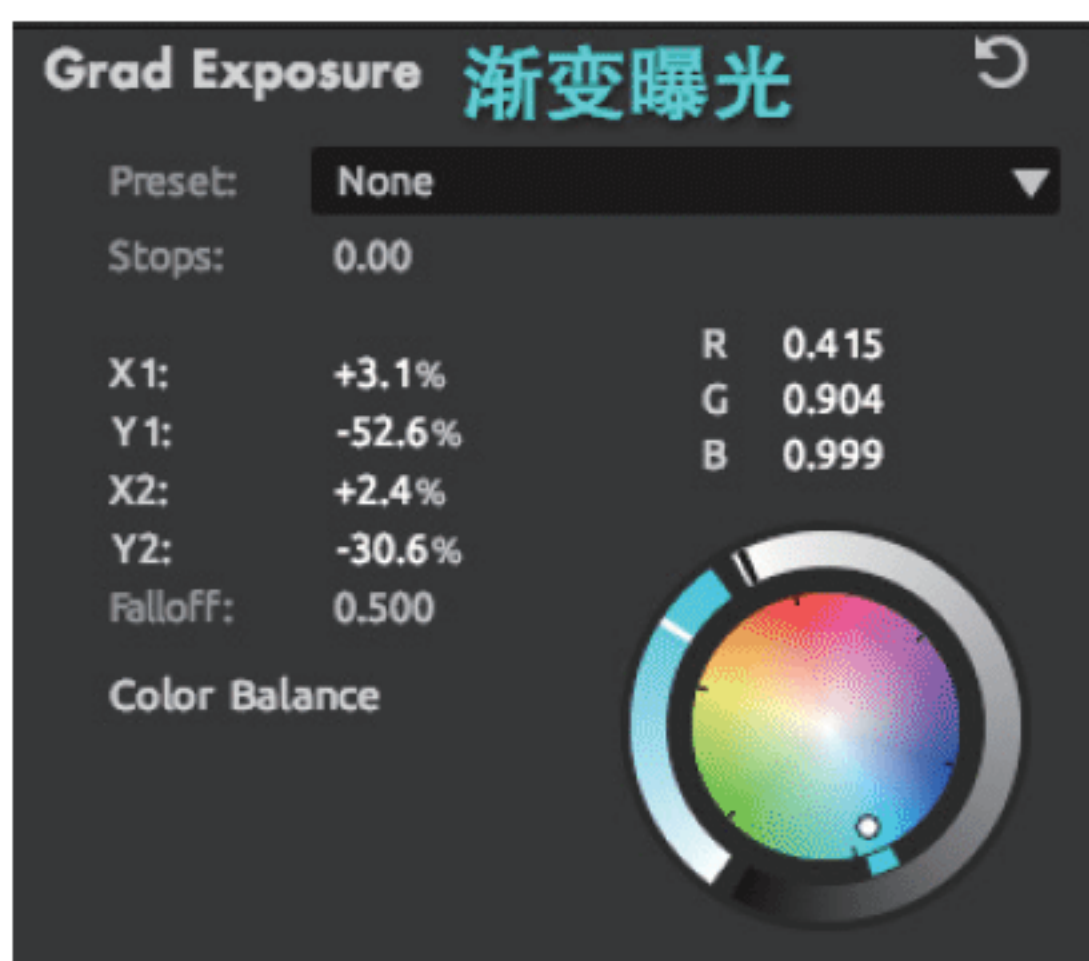 Grad Exposure 渐变曝光
Preset: None
Stops: 0.00
X1: +3.1%
Y1: -52.6%
X2: +2.4%
Y2: -30.6%
Falloff: 0.500
Color Balance
R 0.415
G 0.904
B 0.999